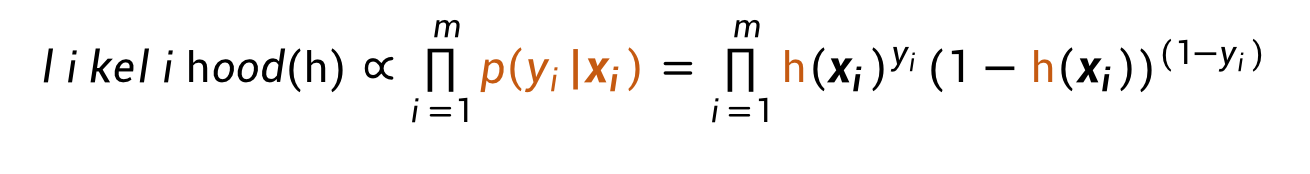 likelihood(h) ∝ ∏_{i=1}^{m} p(y_i|x_i) = ∏_{i=1}^{m} h(x_i)^{y_i} (1 − h(x_i))^{(1−y_i)}